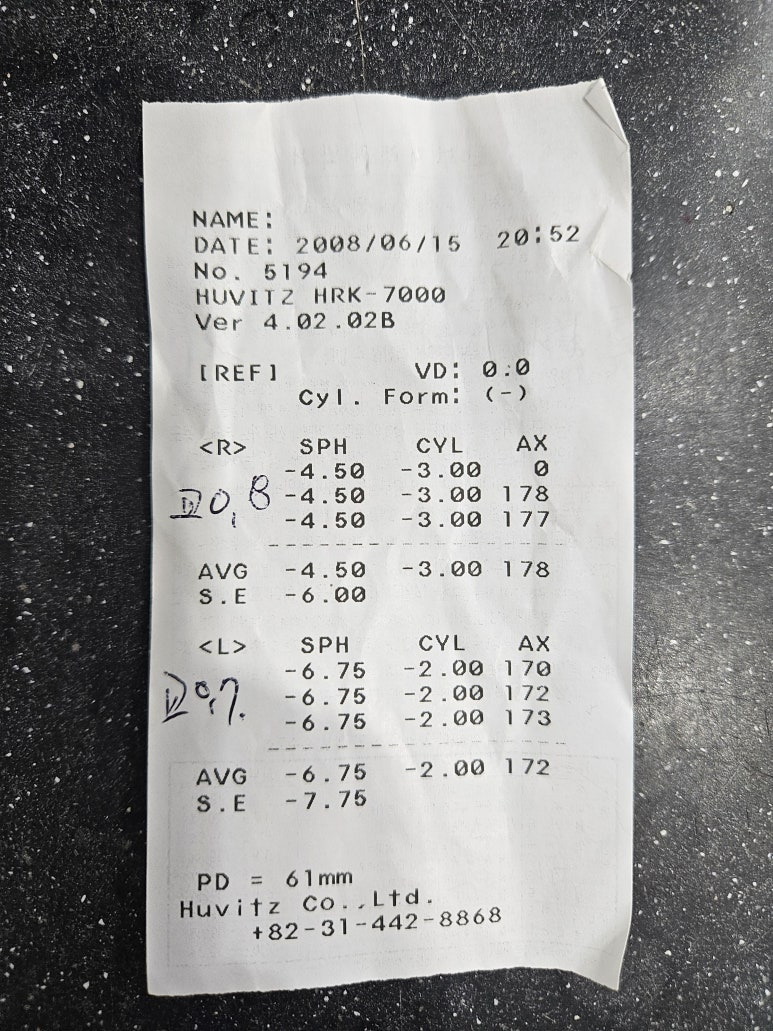 NAME:
DATE: 2008/06/15 20:52
No. 5194
HUVITZ HRK-7000
Ver 4.02.02B
[REF] VD: 0.0
Cyl. Form: (-)
<R> SPH CYL AX
-4.50 -3.00 0
0,8 -4.50 -3.00 178
-4.50 -3.00 177
AVG -4.50 -3.00 178
S.E -6.00
<L> SPH CYL AX
-6.75 -2.00 170
0,7. -6.75 -2.00 172
-6.75 -2.00 173
AVG -6.75 -2.00 172
S.E -7.75
PD = 61mm
Huvitz Co.,Ltd.
+82-31-442-8868